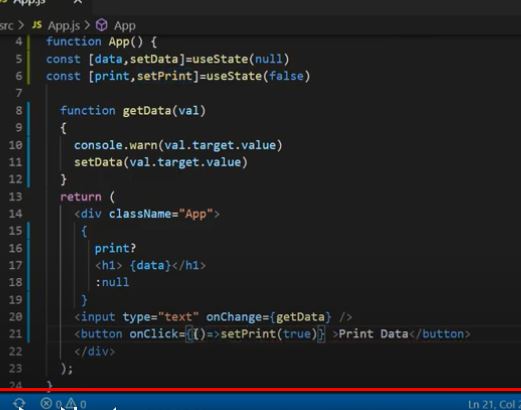 App.js ×
src > JS App.js > App
4 function App() {
5 const [data,setData]=useState(null)
6 const [print,setPrint]=useState(false)
7
8 function getData(val)
9 {
10 console.warn(val.target.value)
11 setData(val.target.value)
12 }
13 return (
14 <div className="App">
15 {
16 print?
17 <h1> {data}</h1>
18 :null
19 }
20 <input type="text" onChange={getData} />
21 <button onClick={()=>setPrint(true)} >Print Data</button>
22 </div>
23 );
24 }
0 0 Ln 21, Col